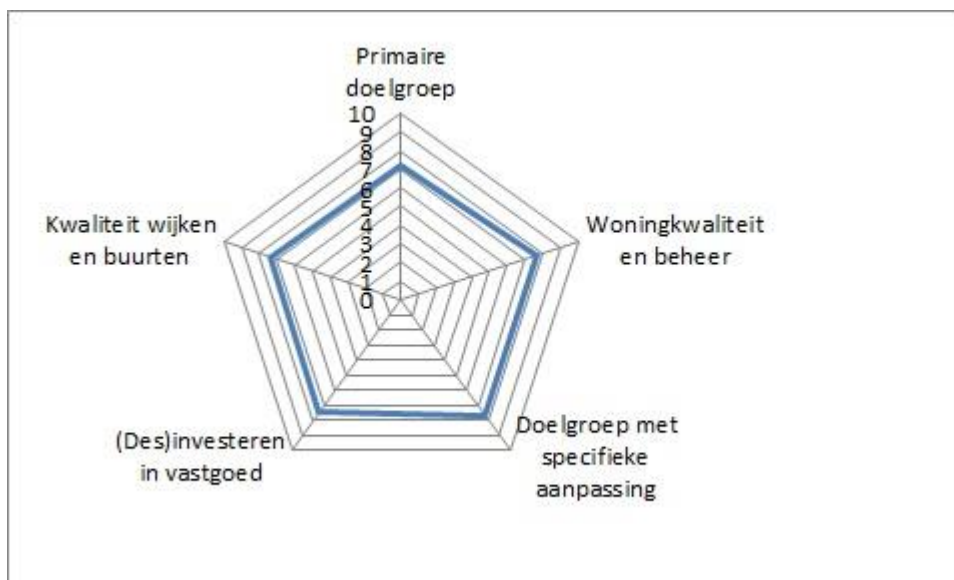 Primaire
doelgroep
10
9
8
7
6
5
4
3
2
1
0
Woningkwaliteit
en beheer
Doelgroep met
specifieke
aanpassing
(Des)investeren
in vastgoed
Kwaliteit wijken
en buurten